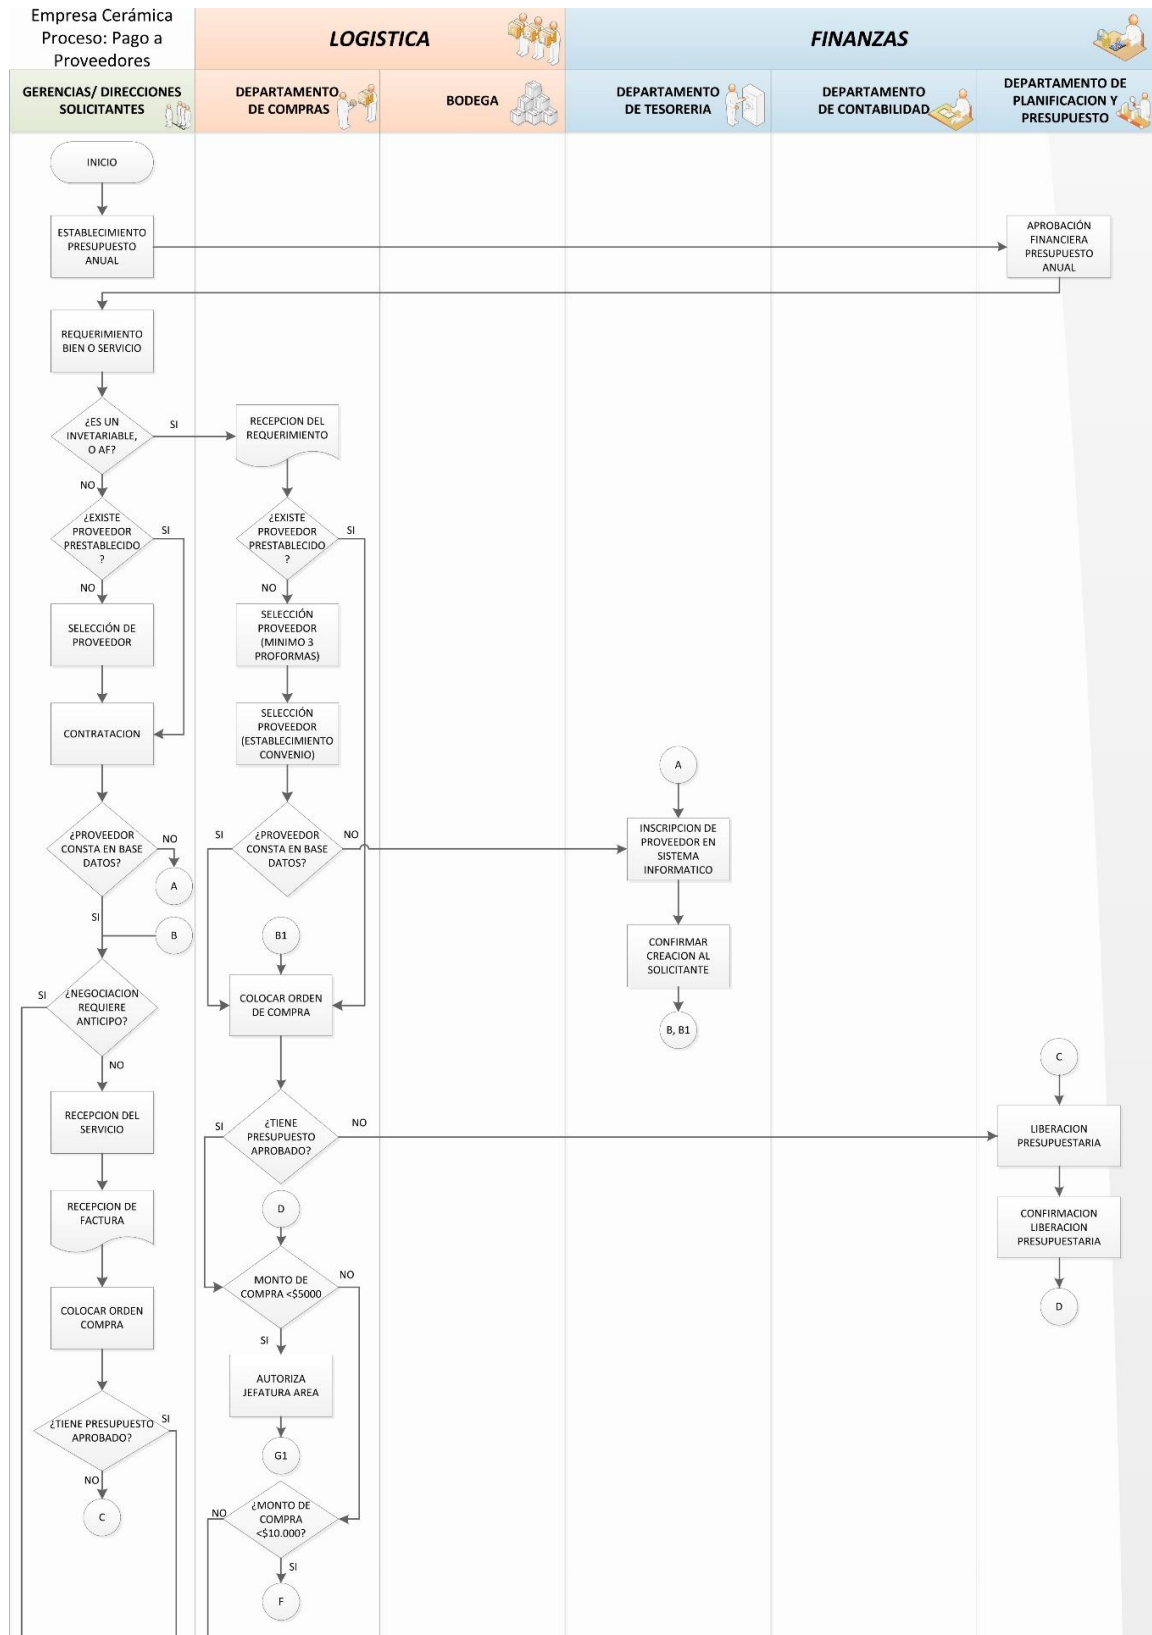 Empresa Cerámica
Proceso: Pago a
Proveedores
LOGISTICA
FINANZAS
GERENCIAS/ DIRECCIONES
SOLICITANTES
DEPARTAMENTO
DE COMPRAS
BODEGA
DEPARTAMENTO
DE TESORERIA
DEPARTAMENTO
DE CONTABILIDAD
DEPARTAMENTO DE
PLANIFICACION Y
PRESUPUESTO
INICIO
ESTABLECIMIENTO
PRESUPUESTO
ANUAL
APROBACIÓN
FINANCIERA
PRESUPUESTO
ANUAL
REQUERIMIENTO
BIEN O SERVICIO
¿ES UN
INVETARIABLE,
O AF?
SI
NO
RECEPCION DEL
REQUERIMIENTO
¿EXISTE
PROVEEDOR
PRESTABLECIDO
?
SI
NO
¿EXISTE
PROVEEDOR
PRESTABLECIDO
?
SI
NO
SELECCIÓN DE
PROVEEDOR
SELECCIÓN
PROVEEDOR
(MINIMO 3
PROFORMAS)
CONTRATACION
SELECCIÓN
PROVEEDOR
(ESTABLECIMIENTO
CONVENIO)
A
¿PROVEEDOR
CONSTA EN BASE
DATOS?
NO
A
SI
B
SI
¿PROVEEDOR
CONSTA EN BASE
DATOS?
NO
INSCRIPCION DE
PROVEEDOR EN
SISTEMA
INFORMATICO
B1
CONFIRMAR
CREACION AL
SOLICITANTE
SI
¿NEGOCIACION
REQUIERE
ANTICIPO?
NO
COLOCAR ORDEN
DE COMPRA
B, B1
C
RECEPCION DEL
SERVICIO
SI
¿TIENE
PRESUPUESTO
APROBADO?
NO
LIBERACION
PRESUPUESTARIA
RECEPCION DE
FACTURA
D
CONFIRMACION
LIBERACION
PRESUPUESTARIA
COLOCAR ORDEN
COMPRA
MONTO DE
COMPRA <$5000
NO
SI
D
AUTORIZA
JEFATURA AREA
¿TIENE PRESUPUESTO
APROBADO?
SI
NO
G1
C
NO
¿MONTO DE
COMPRA
<$10.000?
SI
F